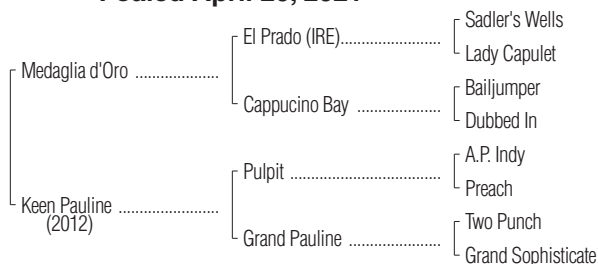 Foaled April 2021
Sadler's Wells
El Prado (IRE)
Lady Capulet
Medaglia d'Oro
Bailjumper
Cappucino Bay
Dubbed In
A.P. Indy
Pulpit
Preach
Keen Pauline
(2012)
Two Punch
Grand Pauline
Grand Sophisticate